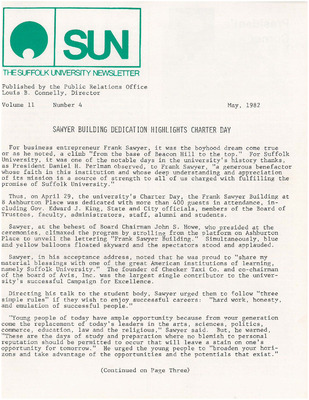 SUN
THE SUFFOLK UNIVERSITY NEWSLETTER
Published by the Public Relations Office
Louis B. Connelly, Director
Volume 11 Number 4 May, 1982
SAWYER BUILDING DEDICATION HIGHLIGHTS CHARTER DAY
For business entrepreneur Frank Sawyer, it was the boyhood dream come true
or as he noted, a climb "from the base of Beacon Hill to the top." For Suffolk
University, it was one of the notable days in the university's history thanks,
as President Daniel H. Perlman observed, to Frank Sawyer, "a generous benefactor
whose faith in this institution and whose deep understanding and appreciation
of its mission is a source of strength to all of us charged with fulfilling the
promise of Suffolk University."
Thus, on April 29, the university's Charter Day, the Frank Sawyer Building at
8 Ashburton Place was dedicated with more than 400 guests in attendance, in-
cluding Gov. Edward J. King, State and City officials, members of the Board of
Trustees, faculty, administrators, staff, alumni and students.
Sawyer, at the behest of Board Chairman John S. Howe, who presided at the
ceremonies, climaxed the program by strolling from the platform on Ashburton
Place to unveil the lettering "Frank Sawyer Building." Simultaneously, blue
and yellow balloons floated skyward and the spectators stood and applauded.
Sawyer, in his acceptance address, noted that he was proud to "share my
material blessings with one of the great American institutions of learning,
namely Suffolk University." The founder of Checker Taxi Co. and co-chairman
of the board of Avis, Inc. was the largest single contributor to the univer-
sity's successful Campaign for Excellence.
Directing his talk to the student body, Sawyer urged them to follow "three
simple rules" if they wish to enjoy successful careers: "hard work, honesty,
and emulation of successful people."
"Young people of today have ample opportunity because from your generation
come the replacement of today's leaders in the arts, sciences, politics,
commerce, education, law and the religious," Sawyer said. But, he warned,
"These are the days of study and preparation where no blemish to personal
reputation should be permitted to occur that will leave a stain on one's
opportunity for tomorrow." He urged the young people to "broaden your hori-
zons and take advantage of the opportunities and the potentials that exist."
(Continued on Page Three)